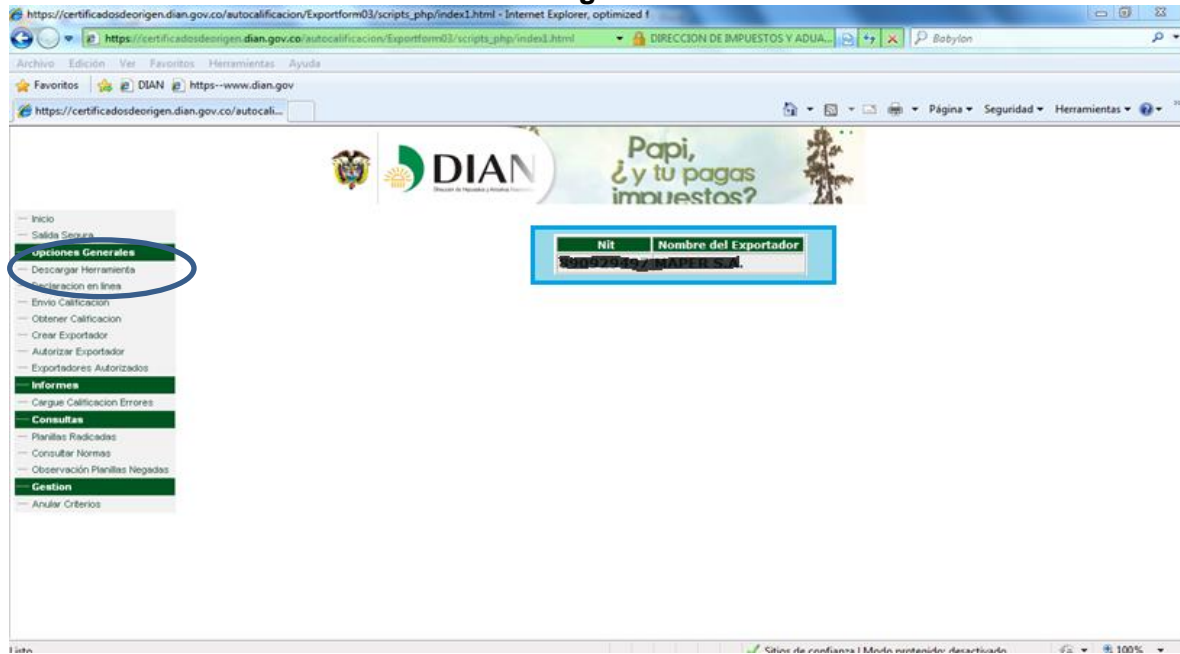 https://certificadosdeorigen.dian.gov.co/autocalificacion/Exportform03/scripts_php/index1.html - Internet Explorer, optimized f
https://certificadosdeorigen.dian.gov.co/autocalificacion/Exportform03/scripts_php/index1.html DIRECCION DE IMPUESTOS Y ADUA... Babylon
Archivo Edición Ver Favoritos Herramientas Ayuda
Favoritos DIAN https--www.dian.gov
https://certificadosdeorigen.dian.gov.co/autocali... Página Seguridad Herramientas
DIAN
Papi,
¿y tu pagas
impuestos?
Inicio
Salida Segura
Opciones Generales
Descargar Herramienta
Declaracion en linea
Envio Calificacion
Obtener Calificacion
Crear Exportador
Autorizar Exportador
Exportadores Autorizados
Informes
Cargue Calificacion Errores
Consultas
Planillas Radicadas
Consultar Normas
Observación Planillas Negadas
Gestion
Anular Criterios
Nit Nombre del Exportador
MAPER S.A.
Listo Sitios de confianza | Modo protegido: desactivado 100%